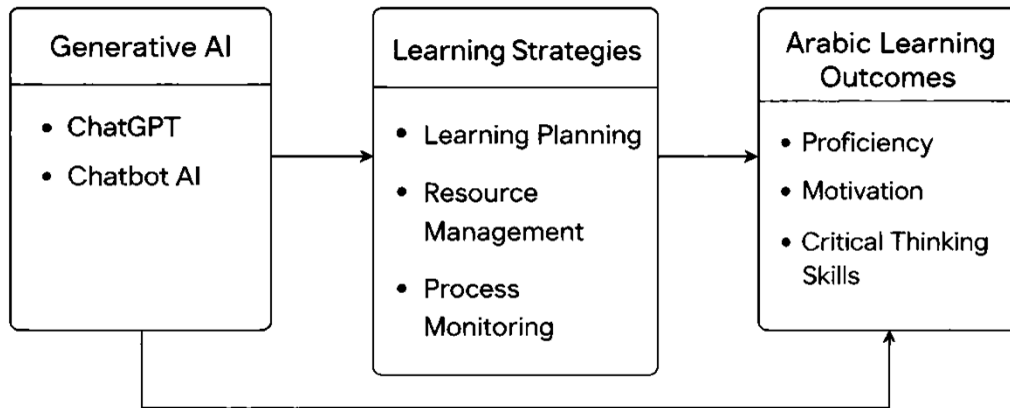 Generative AI
• ChatGPT
• Chatbot AI
Learning Strategies
• Learning Planning
• Resource
Management
• Process
Monitoring
Arabic Learning
Outcomes
• Proficiency
• Motivation
• Critical Thinking
Skills